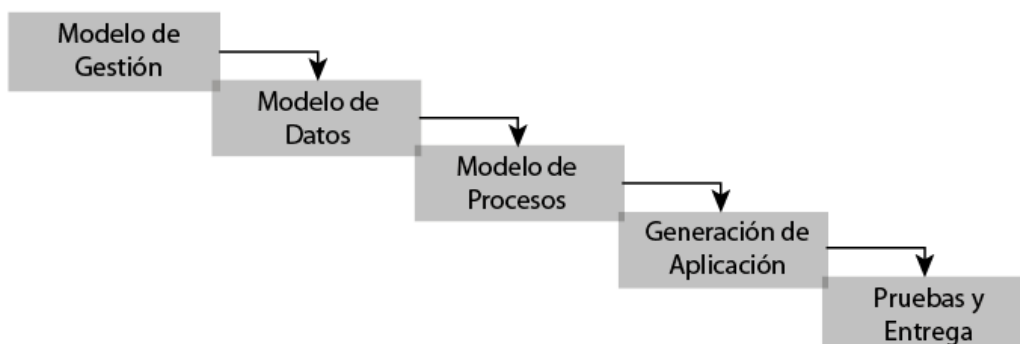 Modelo de
Gestión
Modelo de
Datos
Modelo de
Procesos
Generación de
Aplicación
Pruebas y
Entrega